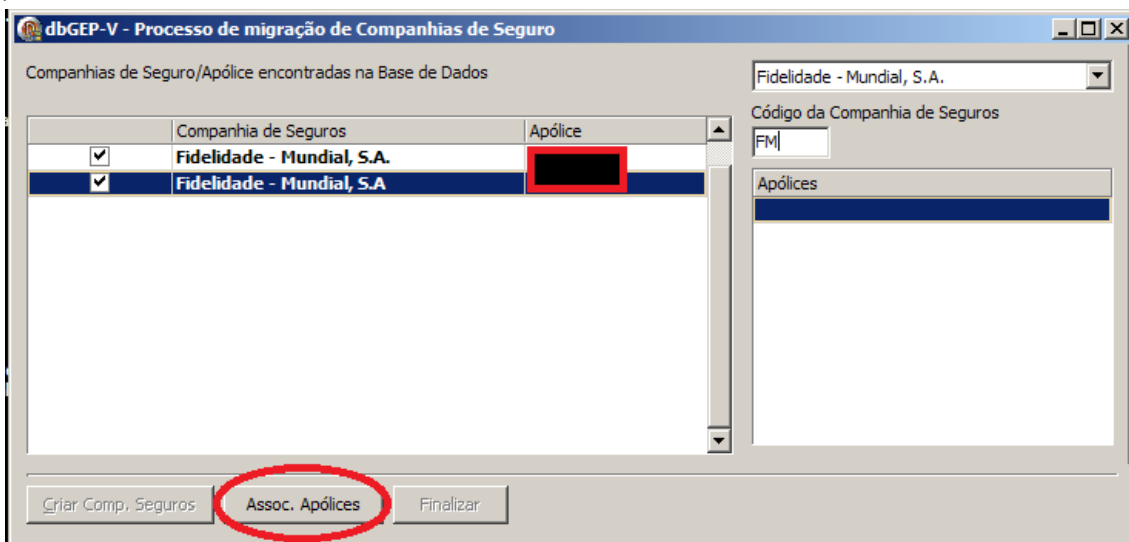 dbGEP-V - Processo de migração de Companhias de Seguro
Companhias de Seguro/Apólice encontradas na Base de Dados
Fidelidade - Mundial, S.A.
Código da Companhia de Seguros
FM
Companhia de Seguros Apólice
Fidelidade - Mundial, S.A.
Fidelidade - Mundial, S.A
Apólices
Criar Comp. Seguros Assoc. Apólices Finalizar